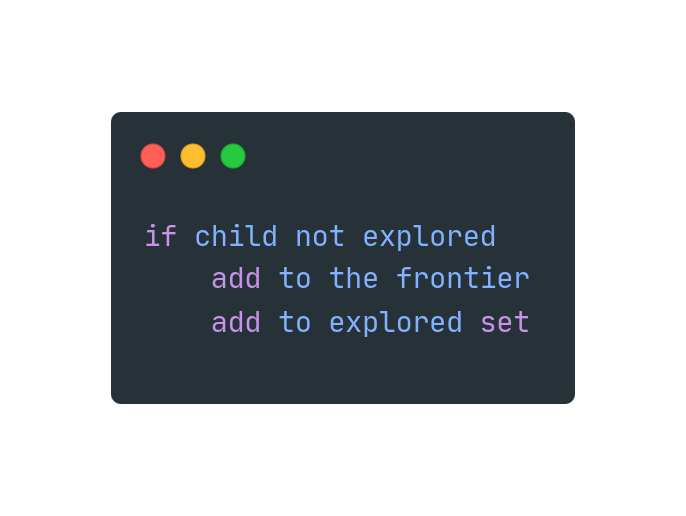 if child not explored
    add to the frontier
    add to explored set